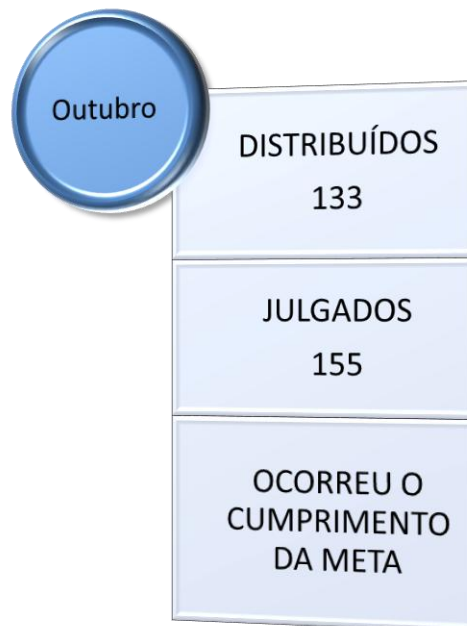 Outubro
DISTRIBUÍDOS
133
JULGADOS
155
OCORREU O
CUMPRIMENTO
DA META